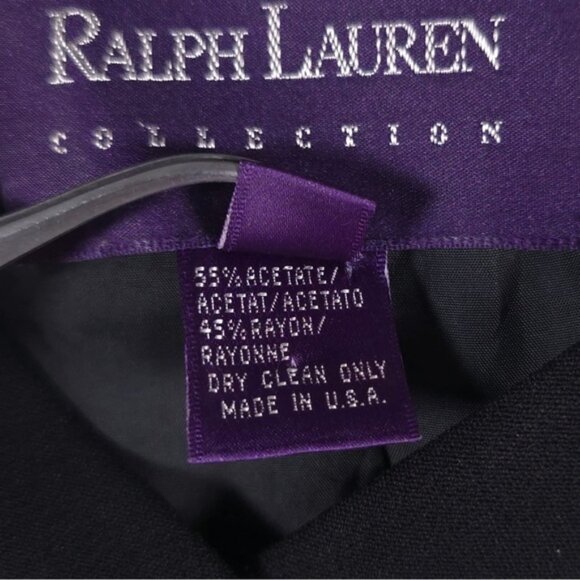 RALPH LAUREN
COLLECTION
55% ACETATE/
ACETAT/ACETATO
45% RAYON/
RAYONNE
DRY CLEAN ONLY
MADE IN U.S.A.